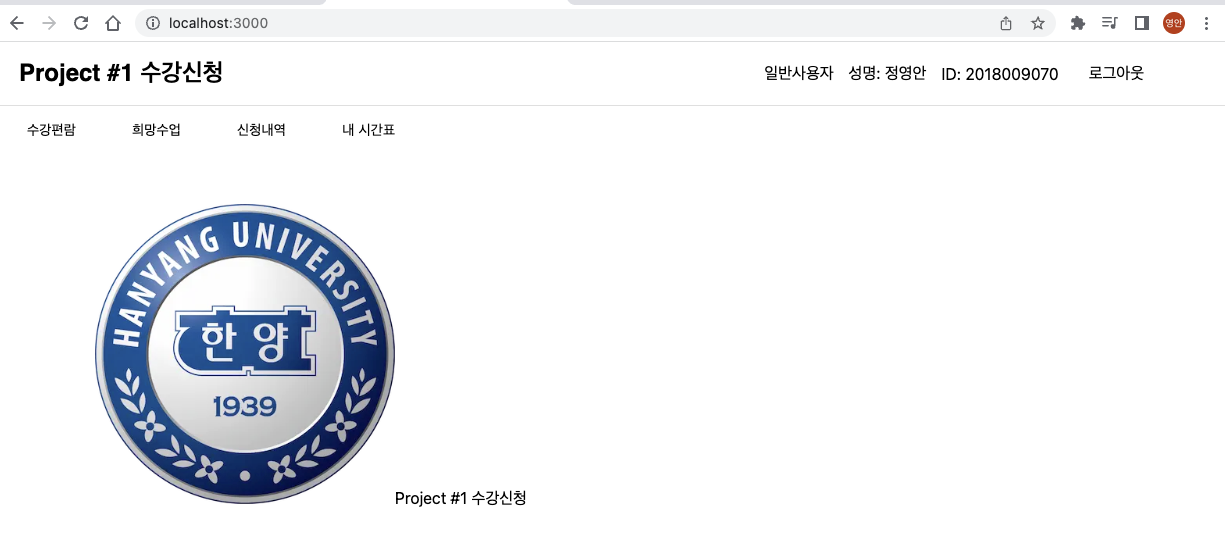 localhost:3000
영안
Project #1 수강신청
일반사용자 성명: 정영안 ID: 2018009070 로그아웃
수강편람 희망수업 신청내역 내 시간표
HANYANG UNIVERSITY
한양
1939
Project #1 수강신청